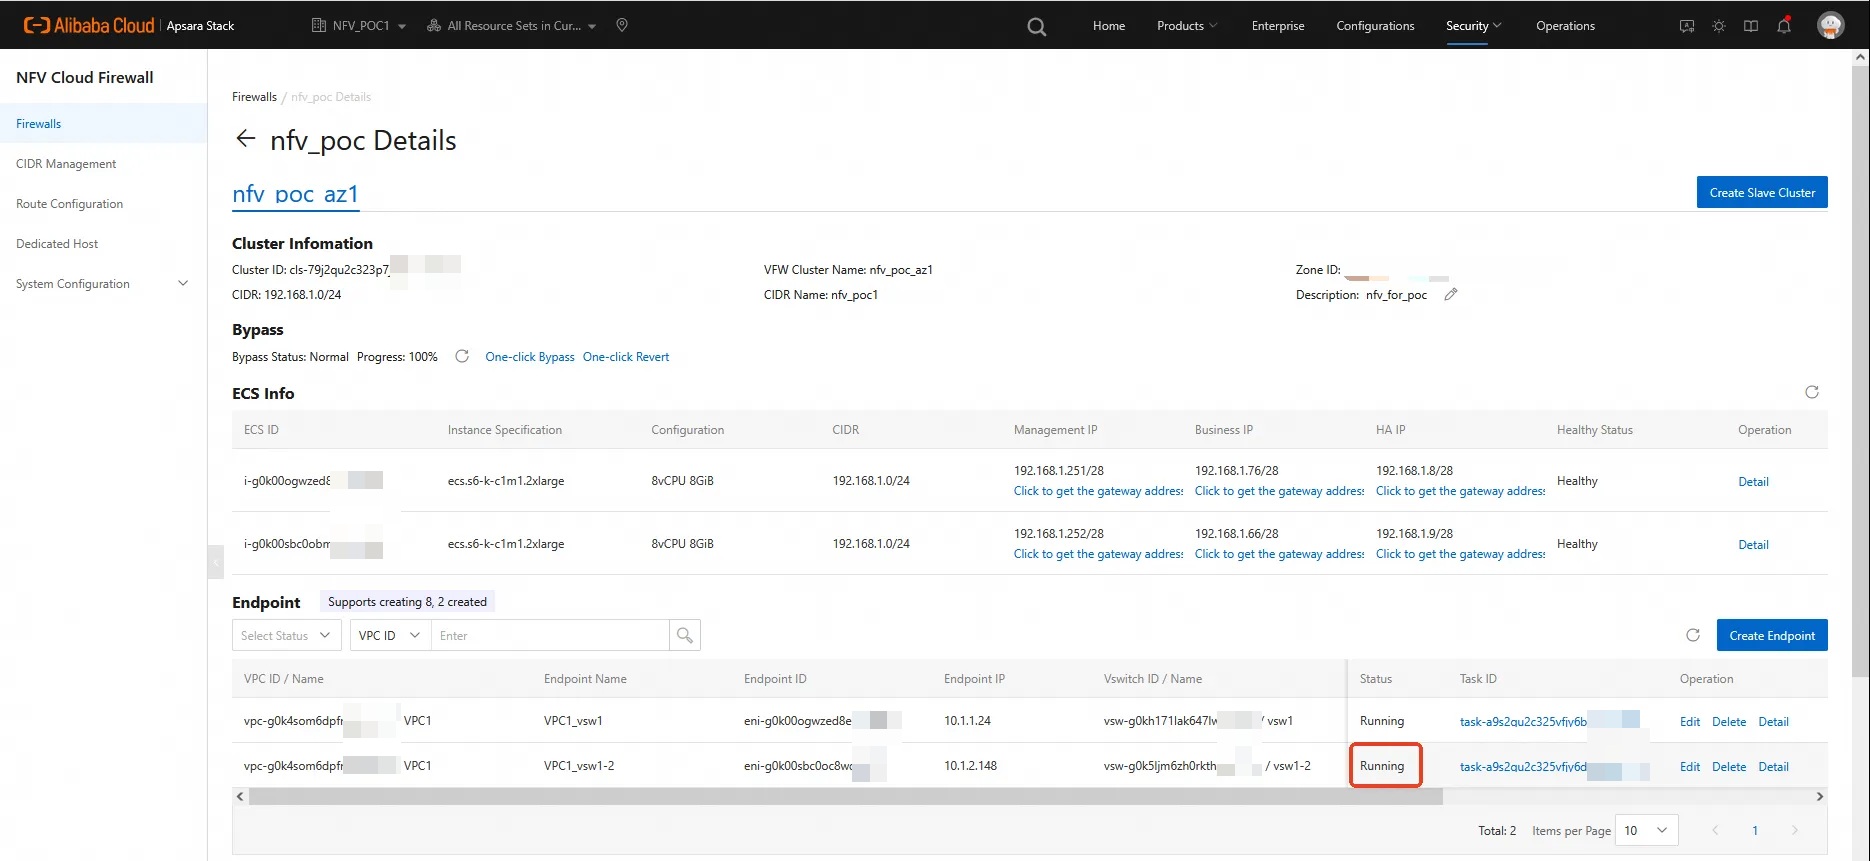 Alibaba Cloud | Apsara Stack NFV_POC1 All Resource Sets in Cur... Home Products Enterprise Configurations Security Operations
NFV Cloud Firewall
Firewalls
CIDR Management
Route Configuration
Dedicated Host
System Configuration
Firewalls / nfv_poc Details
nfv_poc Details
nfv_poc_az1
Create Slave Cluster
Cluster Infomation
Cluster ID: cls-79j2qu2c323p7 VFW Cluster Name: nfv_poc_az1 Zone ID:
CIDR: 192.168.1.0/24 CIDR Name: nfv_poc1 Description: nfv_for_poc
Bypass
Bypass Status: Normal Progress: 100% One-click Bypass One-click Revert
ECS Info
ECS ID Instance Specification Configuration CIDR Management IP Business IP HA IP Healthy Status Operation
192.168.1.251/28 192.168.1.76/28 192.168.1.8/28
i-g0k00ogwzed8 ecs.s6-k-c1m1.2xlarge 8vCPU 8GiB 192.168.1.0/24 Healthy Detail
Click to get the gateway address Click to get the gateway address Click to get the gateway address
192.168.1.252/28 192.168.1.66/28 192.168.1.9/28
i-g0k00sbc0obm ecs.s6-k-c1m1.2xlarge 8vCPU 8GiB 192.168.1.0/24 Healthy Detail
Click to get the gateway address Click to get the gateway address Click to get the gateway address
Endpoint Supports creating 8, 2 created
Select Status VPC ID Enter Create Endpoint
VPC ID / Name Endpoint Name Endpoint ID Endpoint IP Vswitch ID / Name Status Task ID Operation
vpc-g0k4som6dpf VPC1 VPC1_vsw1 eni-g0k00ogwzed8e 10.1.1.24 vsw-g0kh171lak647l / vsw1 Running task-a9s2qu2c325vfjy6b Edit Delete Detail
vpc-g0k4som6dpf VPC1 VPC1_vsw1-2 eni-g0k00sbc0oc8w 10.1.2.148 vsw-g0k5ljm6zh0rkth / vsw1-2 Running task-a9s2qu2c325vfjy6d Edit Delete Detail
Total: 2 Items per Page 10 1